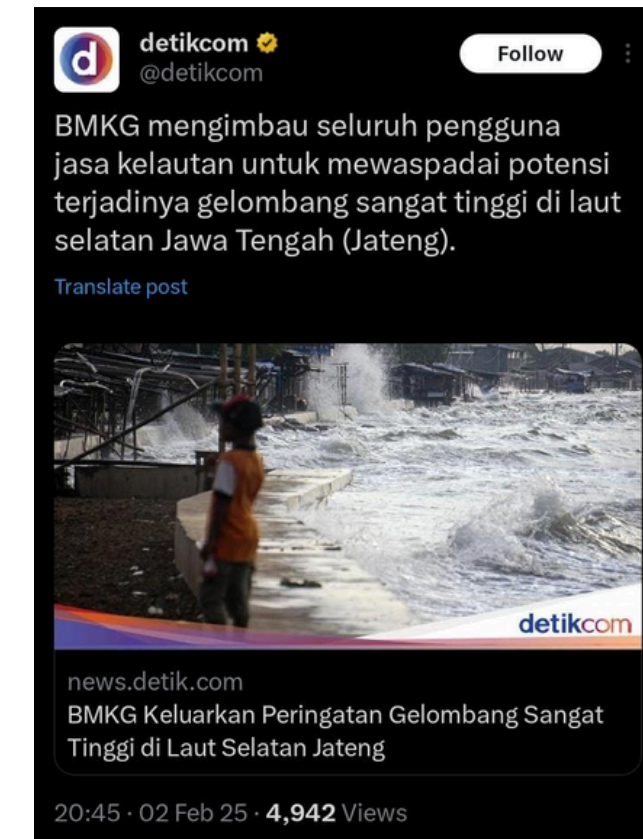 detikcom
@detikcom
Follow
BMKG mengimbau seluruh pengguna
jasa kelautan untuk mewaspadai potensi
terjadinya gelombang sangat tinggi di laut
selatan Jawa Tengah (Jateng).
Translate post
detikcom
news.detik.com
BMKG Keluarkan Peringatan Gelombang Sangat
Tinggi di Laut Selatan Jateng
20:45 · 02 Feb 25 · 4,942 Views